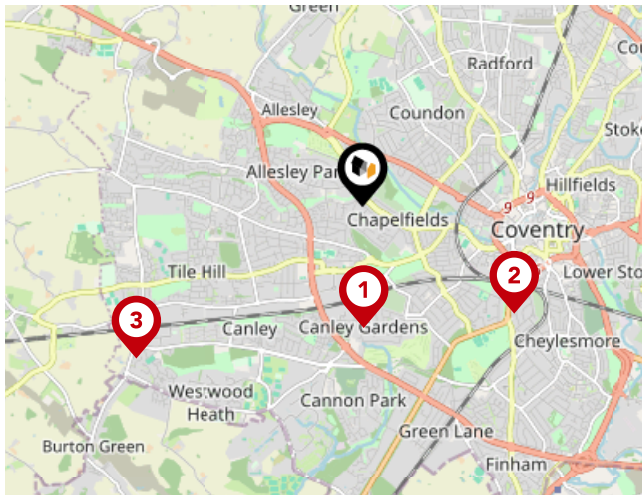 Green
Radford
Cou
Allesley
Coundon
Stoke
Allesley Par
Hillfields
9
9
Chapelfields
Coventry
Tile Hill
2
Lower Sto
1
3
Canley
Canley Gardens
Cheylesmore
Westwood
Heath
Cannon Park
Green Lane
Burton Green
Finham